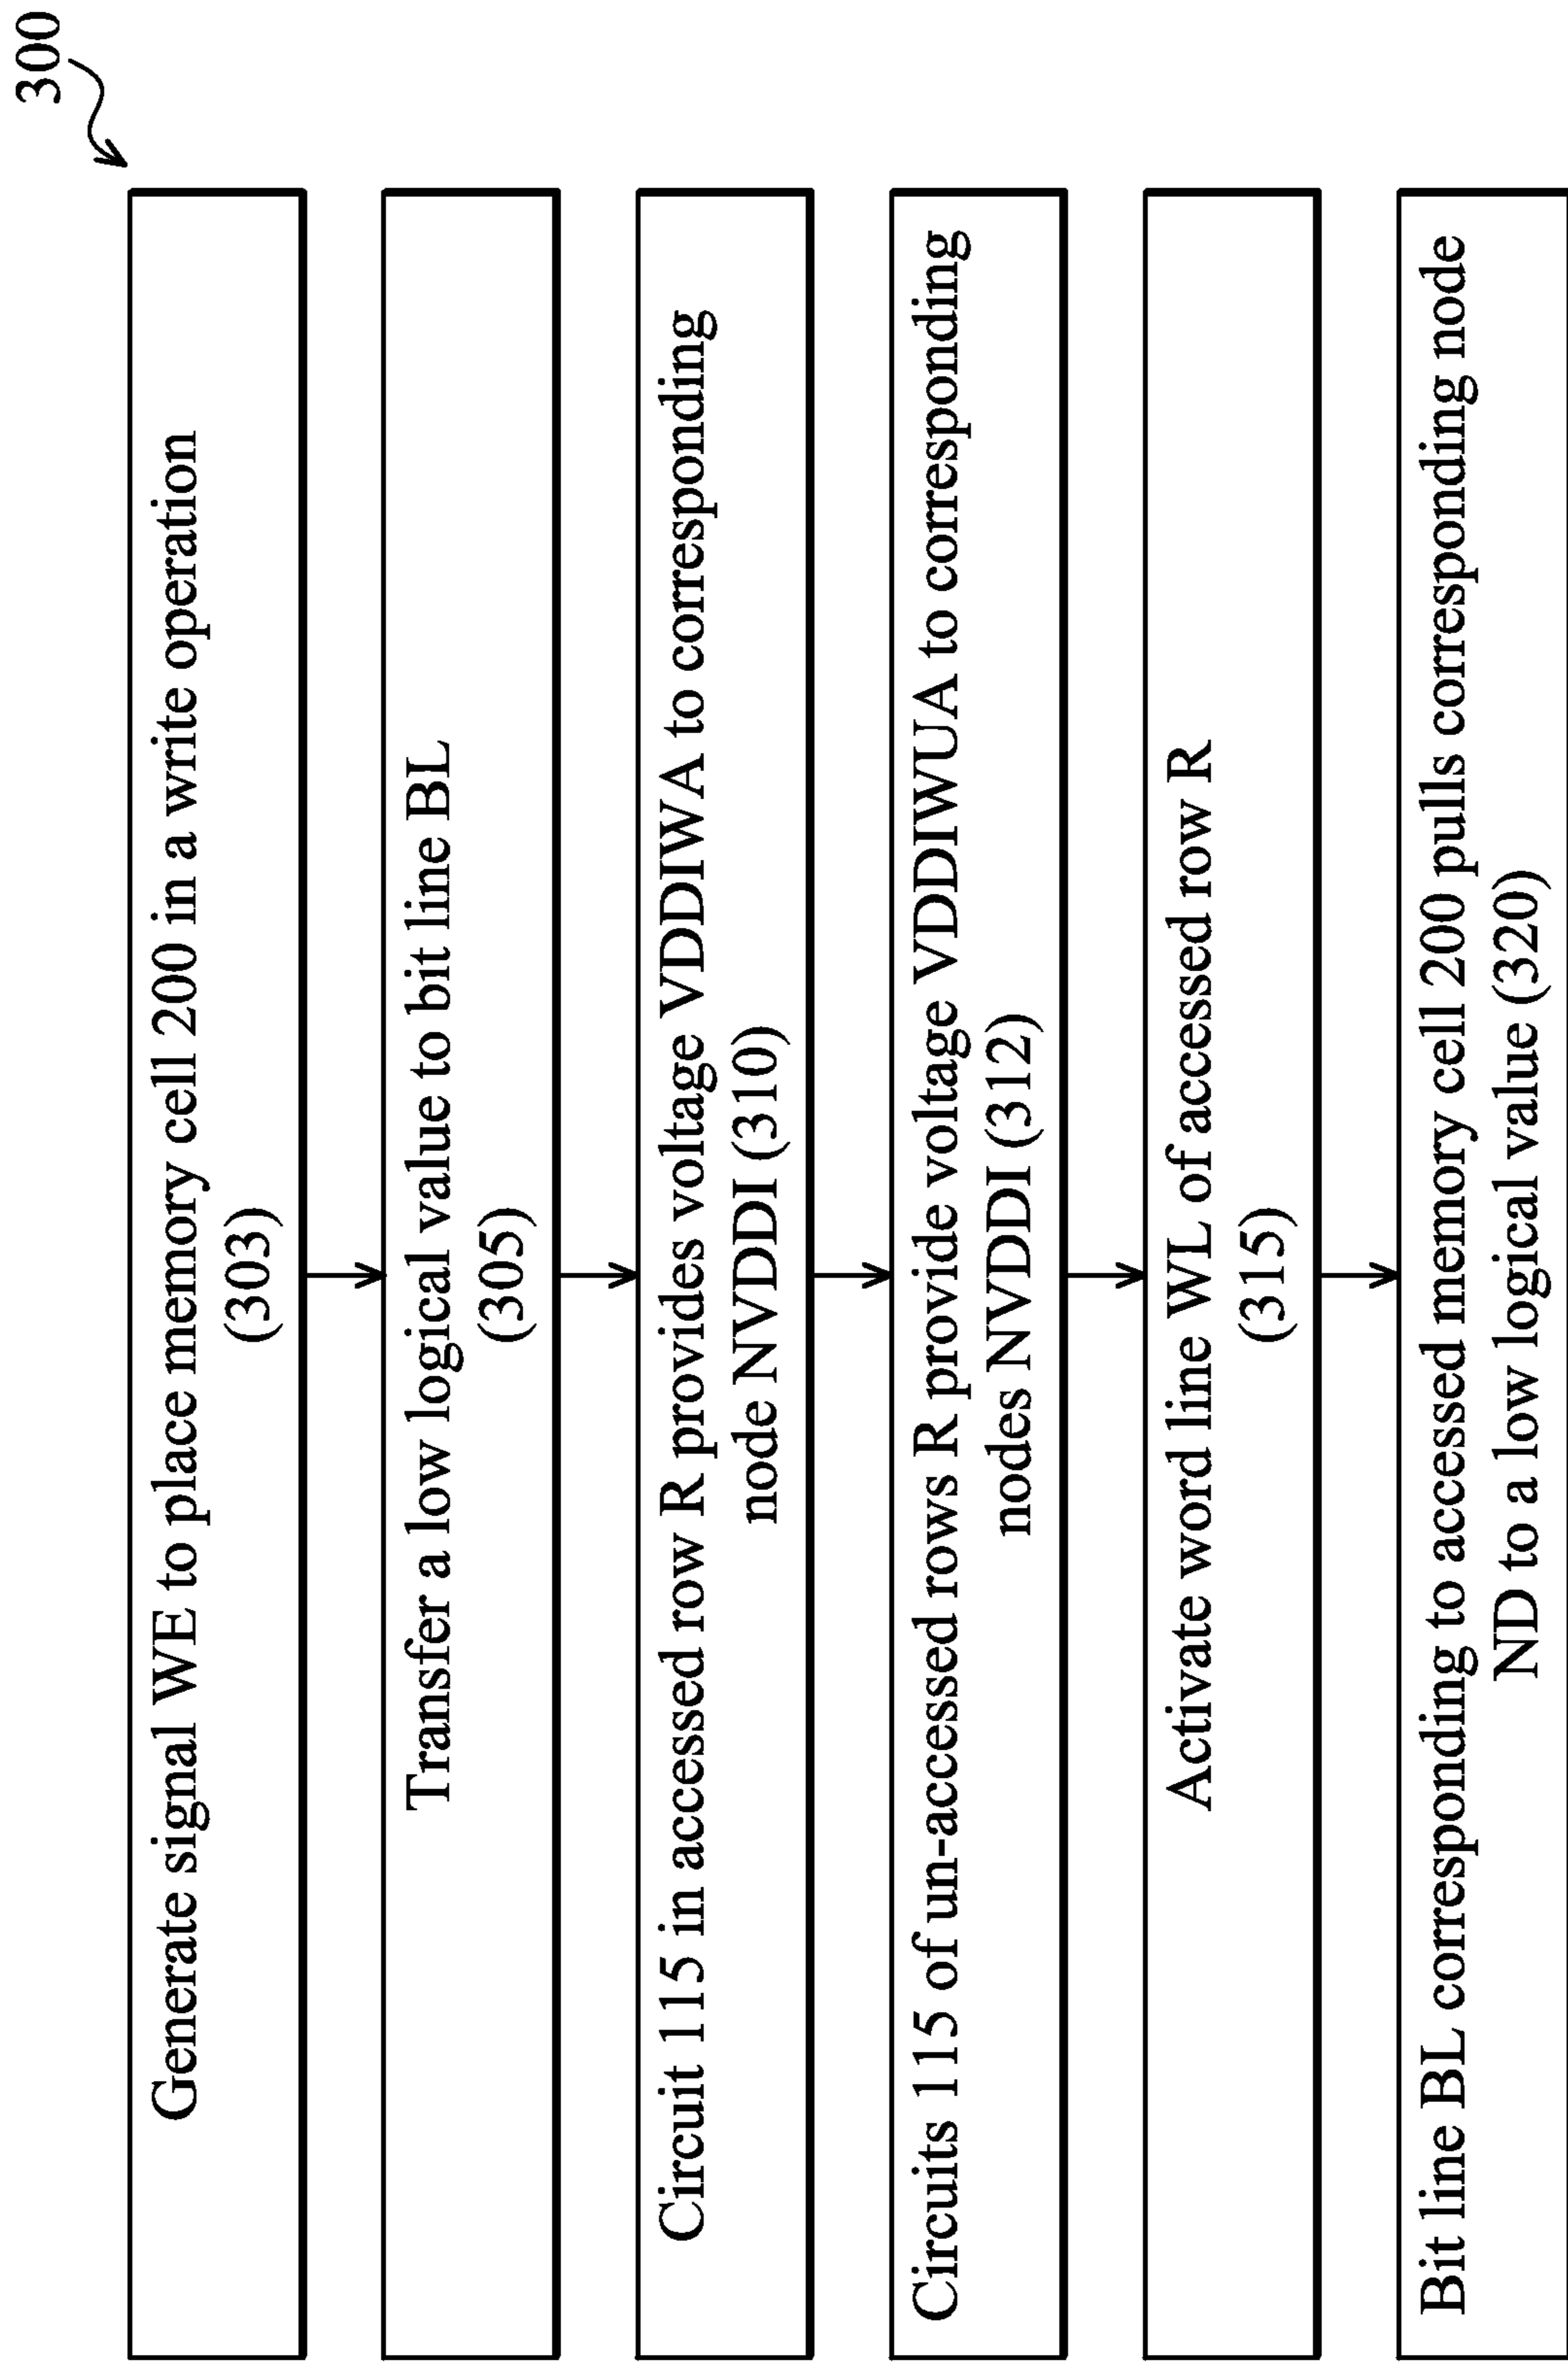 300
Generate signal WE to place memory cell 200 in a write operation
(303)
Transfer a low logical value to bit line BL
(305)
Circuit 115 in accessed row R provides voltage VDDIWA to corresponding
node NVDDI (310)
Circuits 115 of un-accessed rows R provide voltage VDDIWUA to corresponding
nodes NVDDI (312)
Activate word line WL of accessed row R
(315)
Bit line BL corresponding to accessed memory cell 200 pulls corresponding node
ND to a low logical value (320)